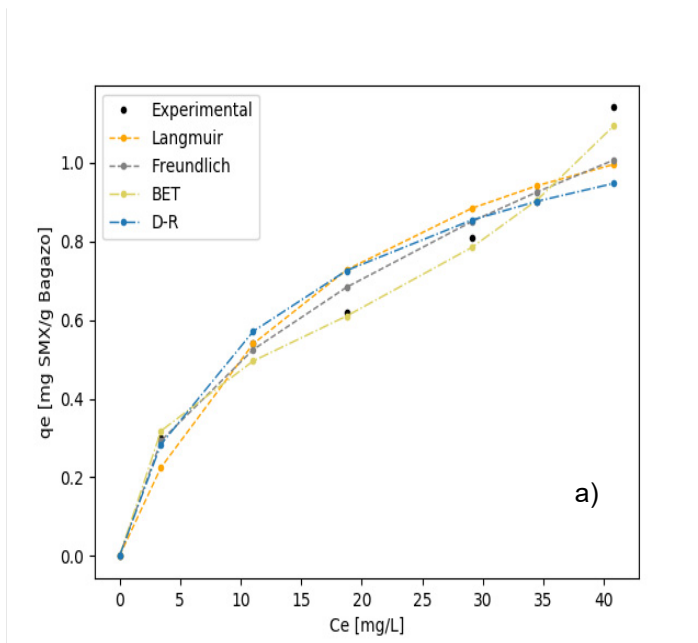 Experimental
Langmuir
Freundlich
BET
D-R
1.0
0.8
0.6
0.4
0.2
0.0
qe [mg SMX/g Bagazo]
a)
0 5 10 15 20 25 30 35 40
Ce [mg/L]